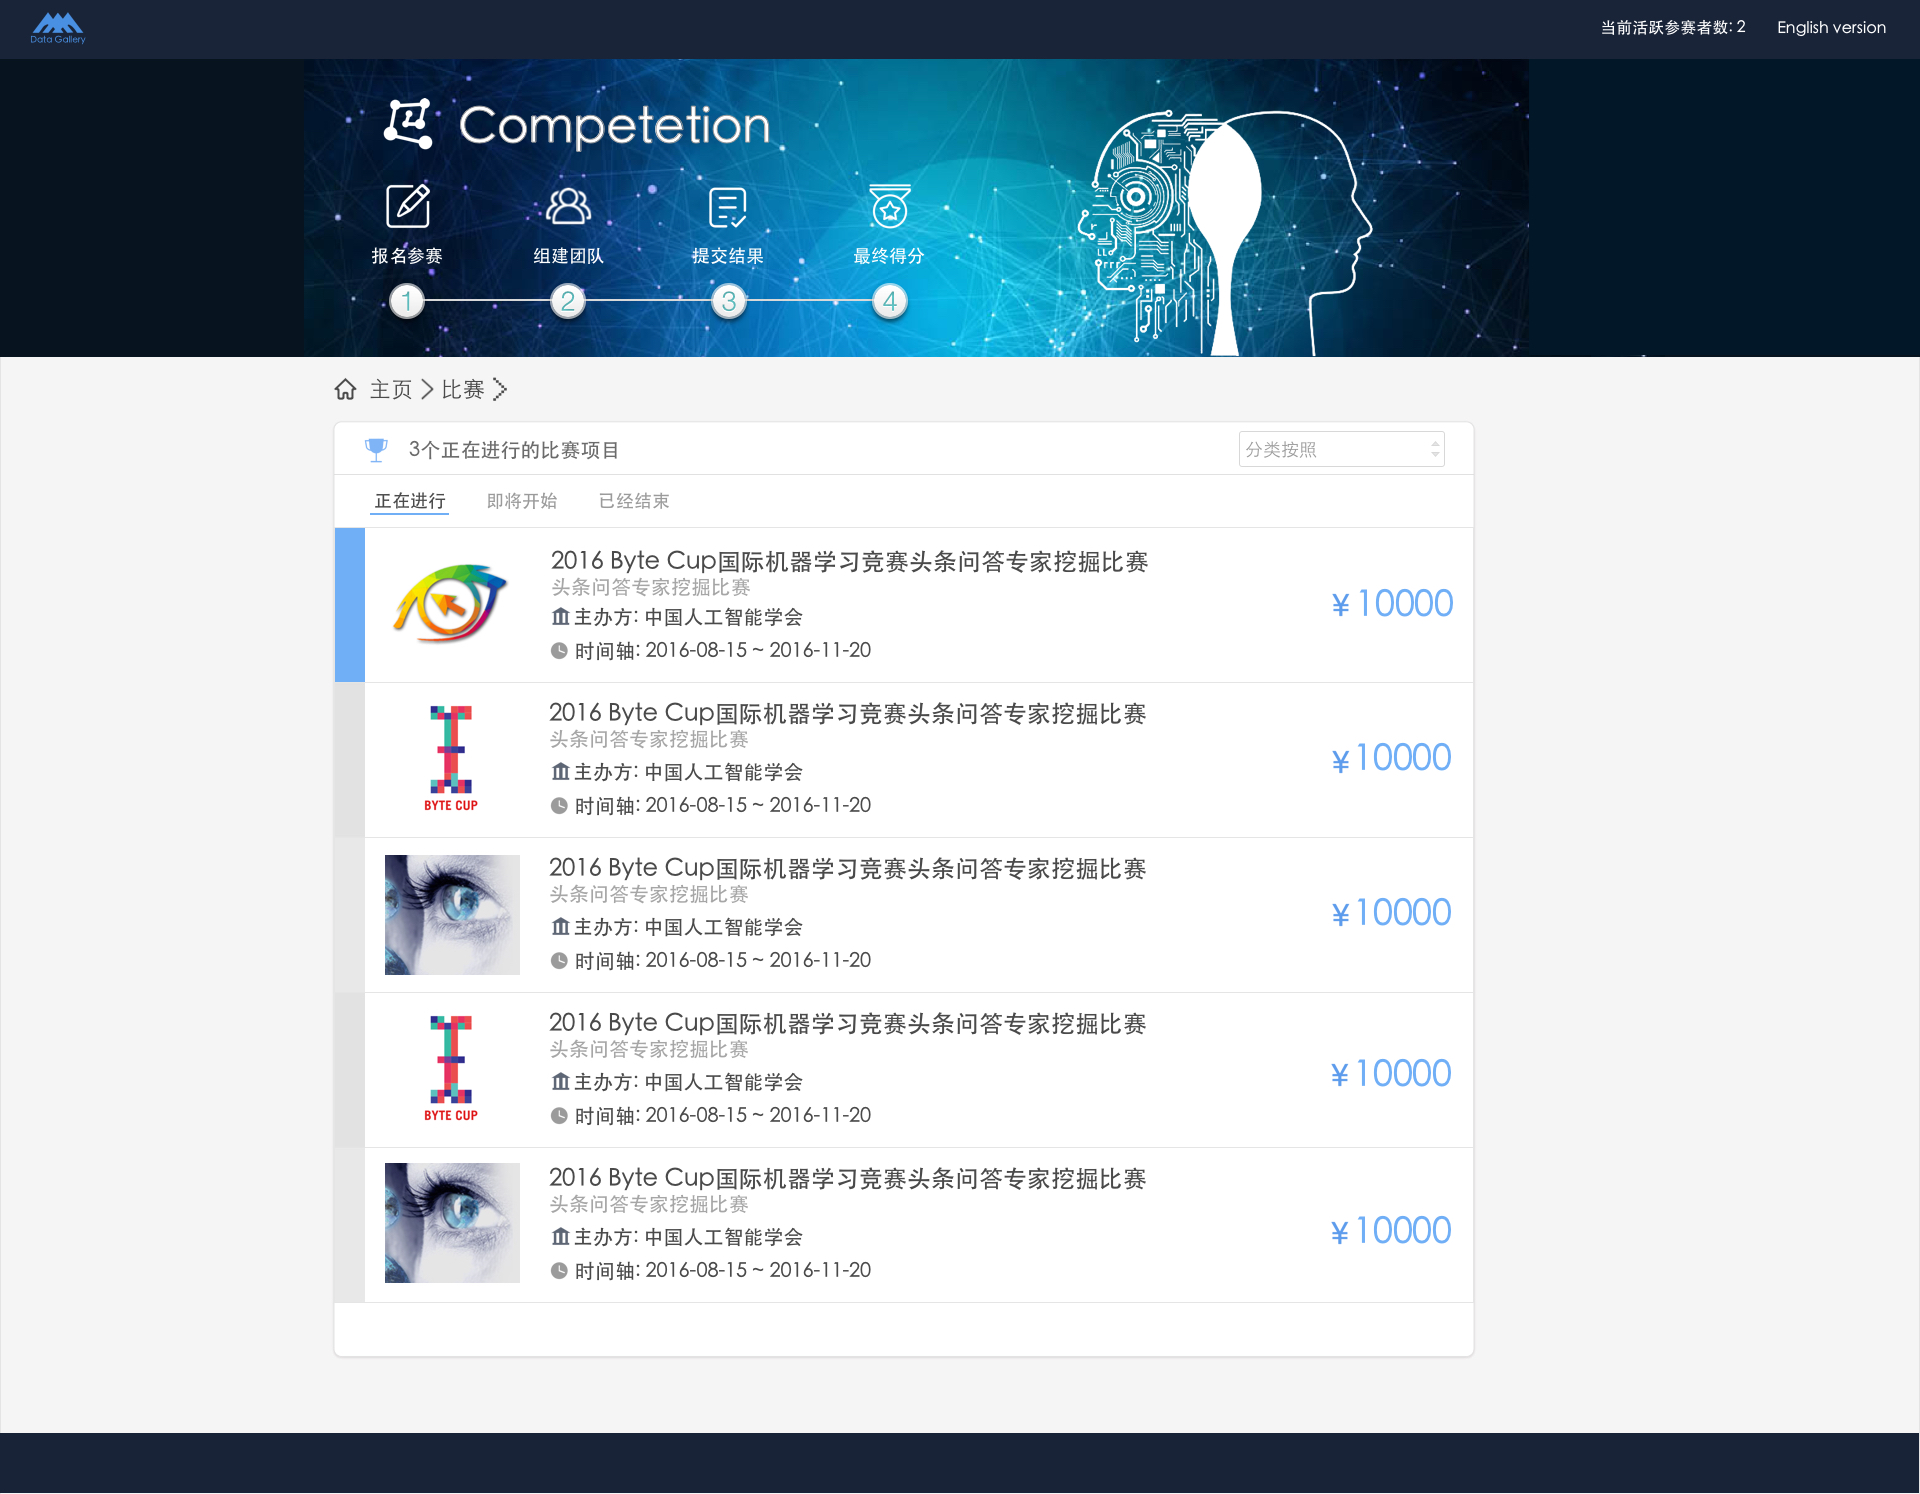 Data Gallery
当前活跃参赛者数: 2
English version
Competetion
报名参赛
组建团队
提交结果
最终得分
1
2
3
4
主页
比赛
3个正在进行的比赛项目
分类按照
正在进行
即将开始
已经结束
2016 Byte Cup国际机器学习竞赛头条问答专家挖掘比赛
头条问答专家挖掘比赛
主办方: 中国人工智能学会
¥10000
时间轴: 2016-08-15 ~ 2016-11-20
BYTE CUP
2016 Byte Cup国际机器学习竞赛头条问答专家挖掘比赛
头条问答专家挖掘比赛
主办方: 中国人工智能学会
¥10000
时间轴: 2016-08-15 ~ 2016-11-20
2016 Byte Cup国际机器学习竞赛头条问答专家挖掘比赛
头条问答专家挖掘比赛
主办方: 中国人工智能学会
¥10000
时间轴: 2016-08-15 ~ 2016-11-20
BYTE CUP
2016 Byte Cup国际机器学习竞赛头条问答专家挖掘比赛
头条问答专家挖掘比赛
主办方: 中国人工智能学会
¥10000
时间轴: 2016-08-15 ~ 2016-11-20
2016 Byte Cup国际机器学习竞赛头条问答专家挖掘比赛
头条问答专家挖掘比赛
主办方: 中国人工智能学会
¥10000
时间轴: 2016-08-15 ~ 2016-11-20